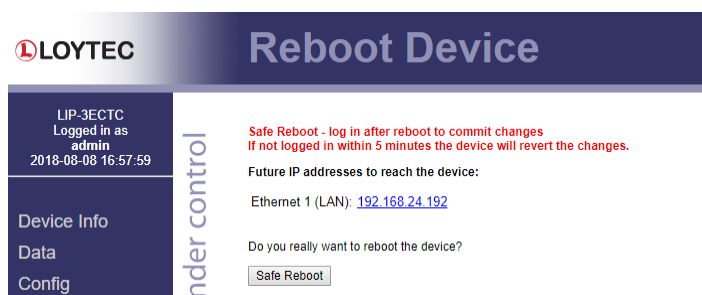 LOYTEC
Reboot Device
LIP-3ECTC
Logged in as
admin
2018-08-08 16:57:59
Device Info
Data
Config
Safe Reboot - log in after reboot to commit changes
If not logged in within 5 minutes the device will revert the changes.
Future IP addresses to reach the device:
Ethernet 1 (LAN): 192.168.24.192
Do you really want to reboot the device?
Safe Reboot
nder control